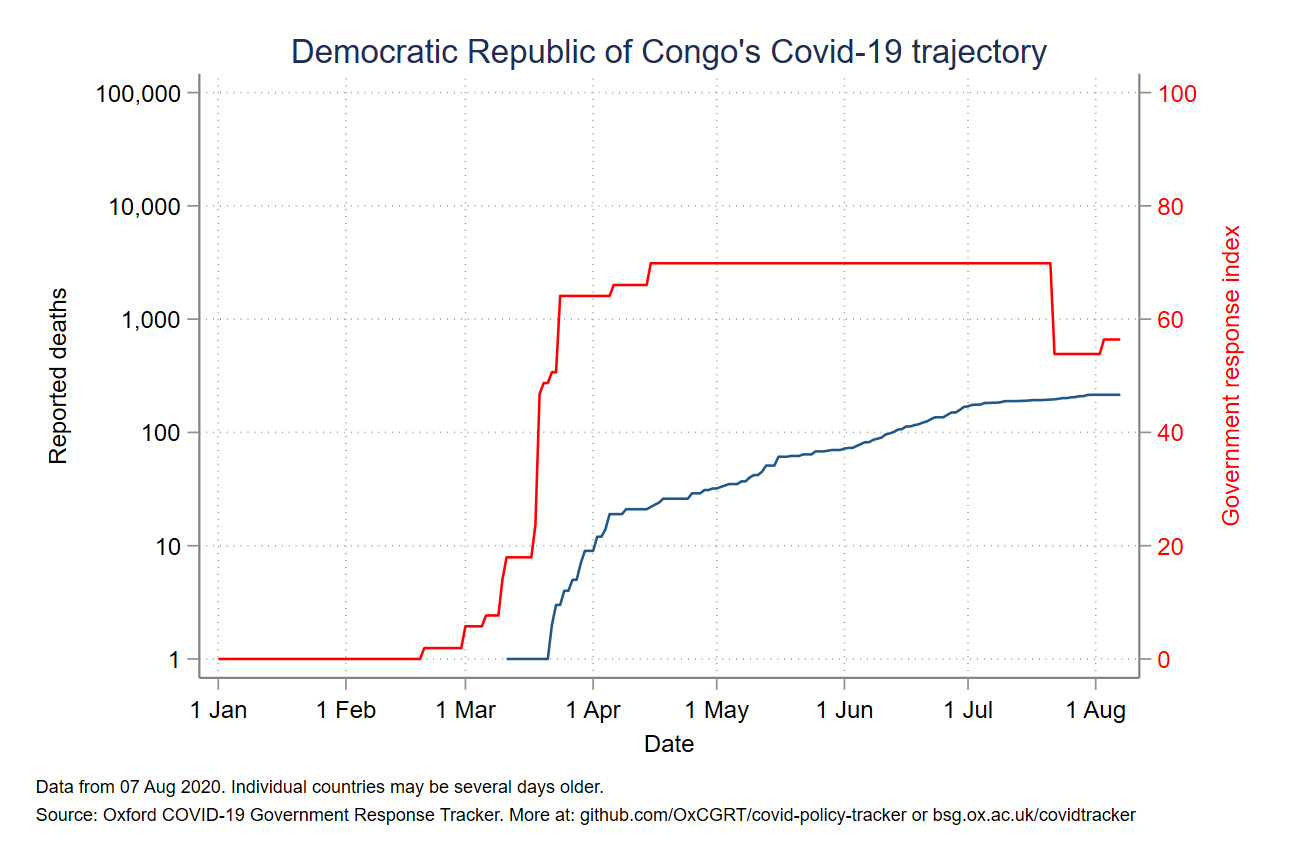 Democratic Republic of Congo's Covid-19 trajectory
100,000
10,000
1,000
100
10
1
Reported deaths
100
80
60
40
20
0
Government response index
1 Jan
1 Feb
1 Mar
1 Apr
1 May
1 Jun
1 Jul
1 Aug
Date
Data from 07 Aug 2020. Individual countries may be several days older.
Source: Oxford COVID-19 Government Response Tracker. More at: github.com/OxCGRT/covid-policy-tracker or bsg.ox.ac.uk/covidtracker